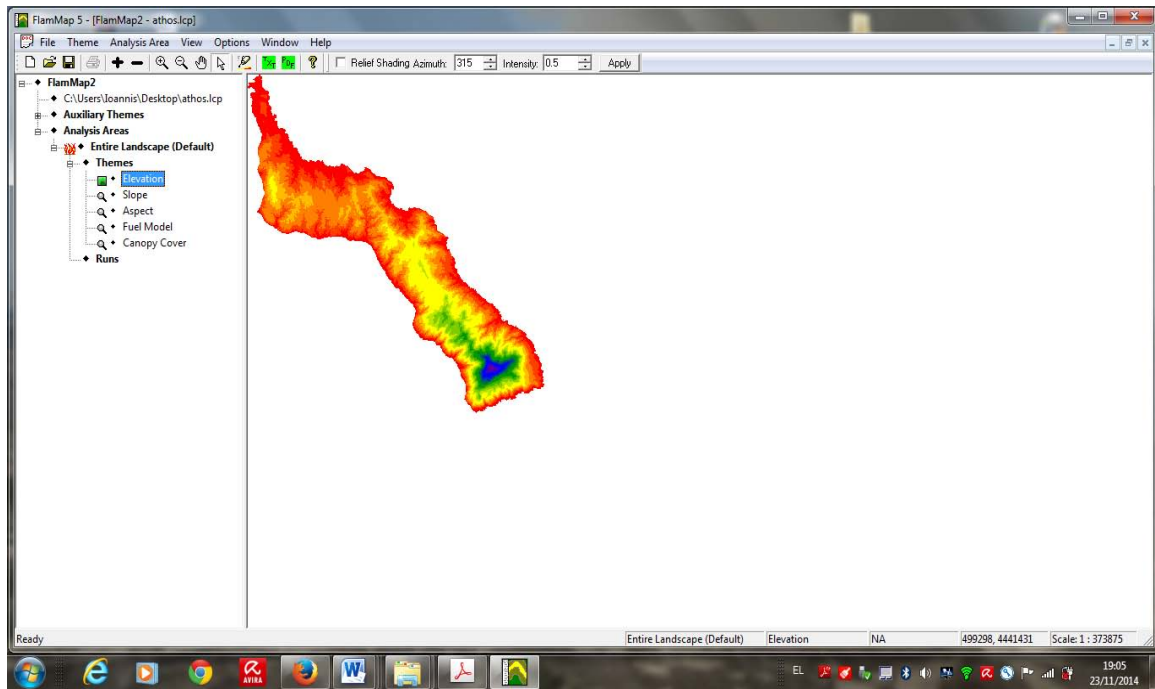 FlamMap 5 - [FlamMap2 - athos.lcp]
File Theme Analysis Area View Options Window Help
Relief Shading Azimuth: 315 Intensity: 0.5 Apply
FlamMap2
C:\Users\Ioannis\Desktop\athos.lcp
Auxiliary Themes
Analysis Areas
Entire Landscape (Default)
Themes
Elevation
Slope
Aspect
Fuel Model
Canopy Cover
Runs
Ready Entire Landscape (Default) Elevation NA 499298, 4441431 Scale: 1 : 373875
AVIRA
EL
19:05
23/11/2014